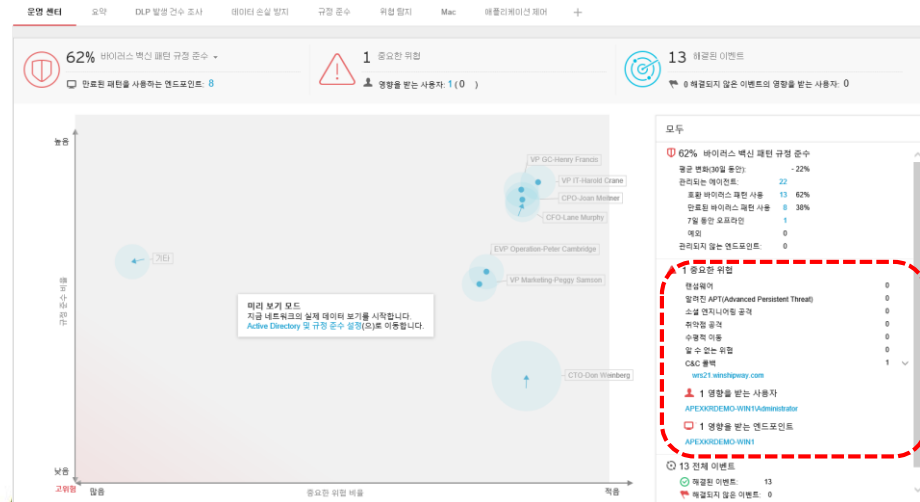 운영 센터 요약 DLP 발생 건수 조사 데이터 손실 방지 규정 준수 위협 탐지 Mac 애플리케이션 제어 +
62% 바이러스 백신 패턴 규정 준수
만료된 패턴을 사용하는 엔드포인트: 8
1 중요한 위협
영향을 받는 사용자: 1 ( 0 )
13 해결된 이벤트
0 해결되지 않은 이벤트의 영향을 받는 사용자: 0
높음
규정 준수 비율
낮음
고위험
많음
중요한 위협 비율
적음
VP GC-Henry Francis
VP IT-Harold Crane
CPO-Joan Meitner
CFO-Lane Murphy
EVP Operation-Peter Cambridge
VP Marketing-Peggy Samson
기타
CTO-Don Weinberg
미리 보기 모드
지금 네트워크의 실제 데이터 보기를 시작합니다.
Active Directory 및 규정 준수 설정(으)로 이동합니다.
모두
62% 바이러스 백신 패턴 규정 준수
평균 변화(30일 동안): - 22%
관리되는 에이전트: 22
호환 바이러스 패턴 사용 13 62%
만료된 바이러스 패턴 사용 8 38%
7일 동안 오프라인 1
예외 0
관리되지 않는 엔드포인트: 0
1 중요한 위협
랜섬웨어 0
알려진 APT(Advanced Persistent Threat) 0
소셜 엔지니어링 공격 0
취약점 공격 0
수평적 이동 0
알 수 없는 위협 0
C&C 콜백 1
wrs21.winshipway.com
1 영향을 받는 사용자
APEXKRDEMO-WIN1\Administrator
1 영향을 받는 엔드포인트
APEXKRDEMO-WIN1
13 전체 이벤트
해결된 이벤트: 13
해결되지 않은 이벤트: 0